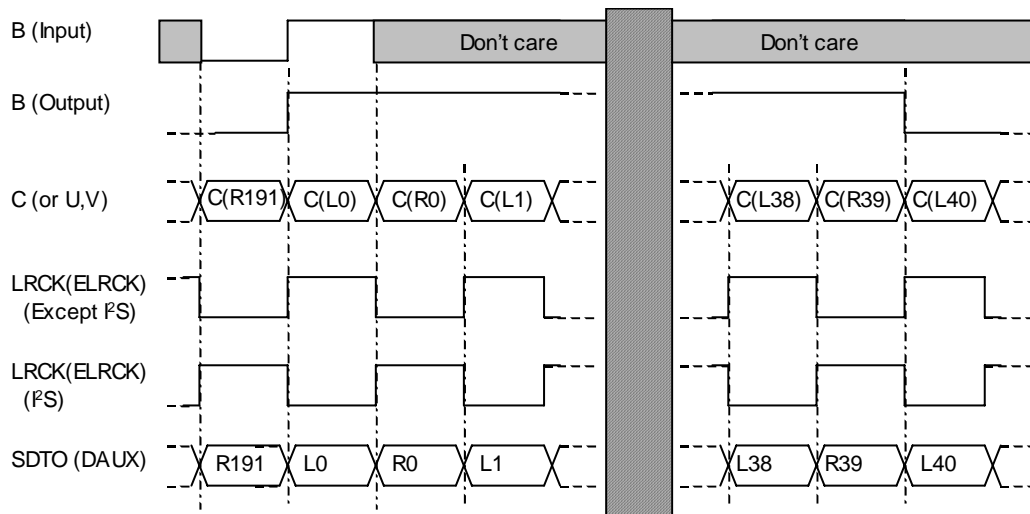 B (Input)
Don't care
Don't care
B (Output)
C (or U,V)
C(R191)
C(L0)
C(R0)
C(L1)
C(L38)
C(R39)
C(L40)
LRCK(ELRCK)
(Except I²S)
LRCK(ELRCK)
(I²S)
SDTO (DAUX)
R191
L0
R0
L1
L38
R39
L40